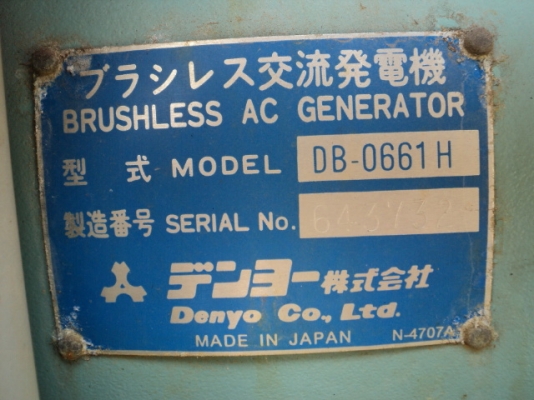 ブラシレス交流発電機
BRUSHLESS AC GENERATOR
型 式 MODEL DB-0661H
製造番号 SERIAL No.
デンヨー株式会社
Denyo Co., Ltd.
MADE IN JAPAN N-4707A